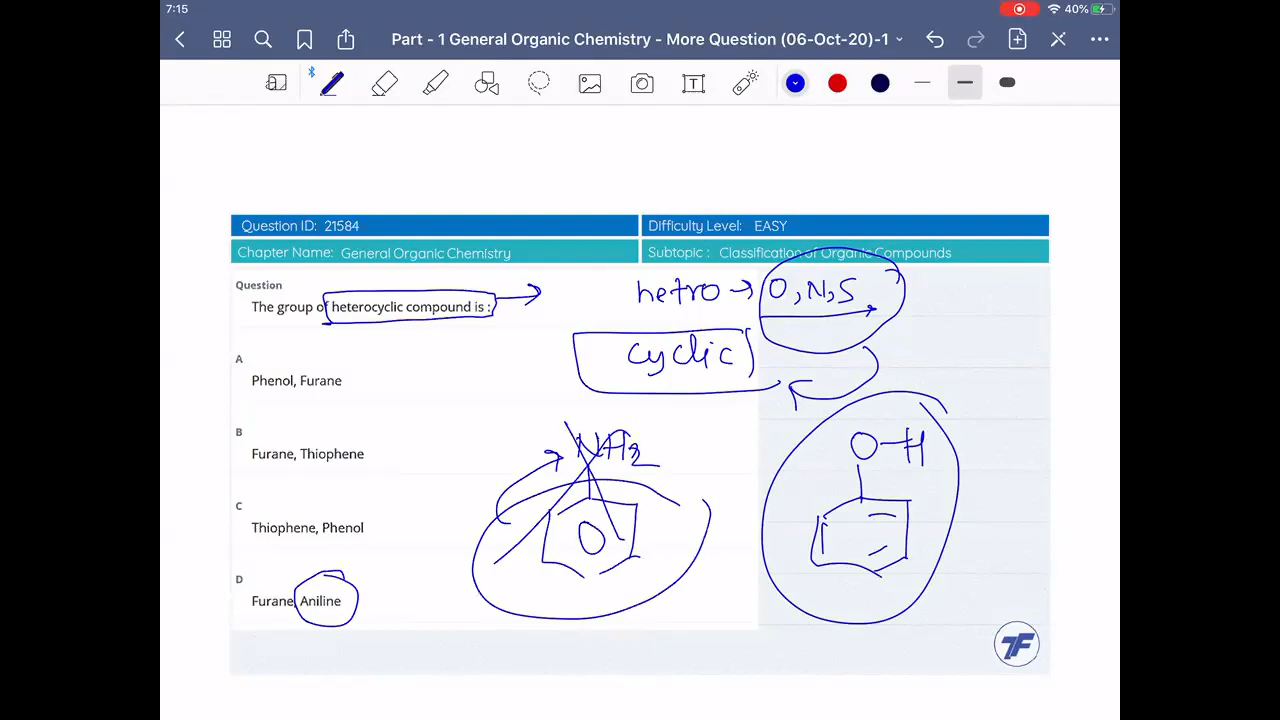 7:15
40%
Part - 1 General Organic Chemistry - More Question (06-Oct-20)-1
T
Question ID: 21584
Difficulty Level: EASY
Chapter Name: General Organic Chemistry
Subtopic : Classification of Organic Compounds
Question
The group of heterocyclic compound is :
hetro → O, N, S
cyclic
A
Phenol, Furane
B
Furane, Thiophene
NH2
O-H
C
Thiophene, Phenol
D
Furane, Aniline
7F